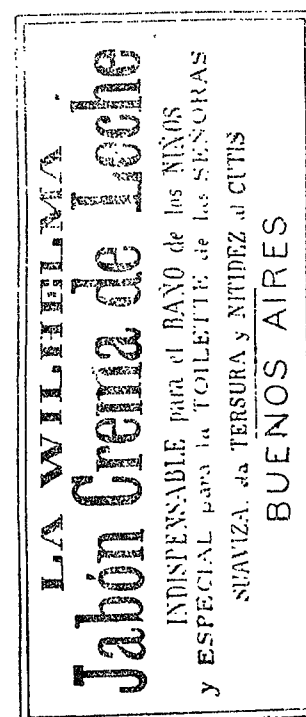 LA WILHELMA
Jabón Crema de Leche
INDISPENSABLE para el BAÑO de los NIÑOS
y ESPECIAL para la TOILETTE de las SEÑORAS
SUAVIZA, da TERSURA y NITIDEZ al CUTIS
BUENOS AIRES